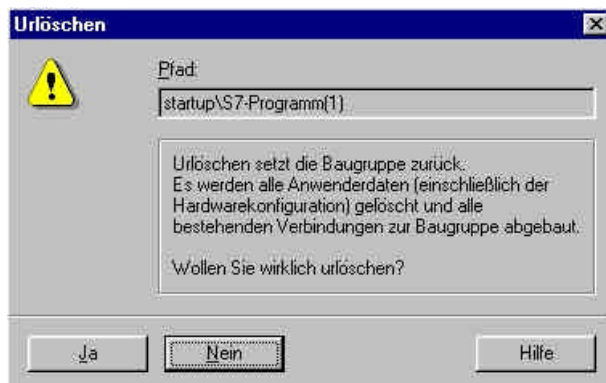 Urlöschen
Pfad:
startup\S7-Programm(1)
Urlöschen setzt die Baugruppe zurück.
Es werden alle Anwenderdaten (einschließlich der
Hardwarekonfiguration) gelöscht und alle
bestehenden Verbindungen zur Baugruppe abgebaut.
Wollen Sie wirklich urlöschen?
Ja Nein Hilfe